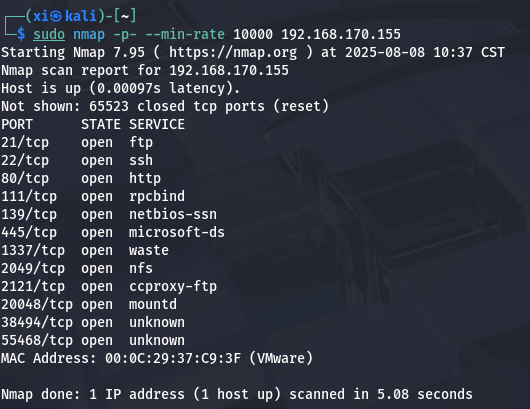 ┌──(xi㉿kali)-[~]
└─$ sudo nmap -p- --min-rate 10000 192.168.170.155
Starting Nmap 7.95 ( https://nmap.org ) at 2025-08-08 10:37 CST
Nmap scan report for 192.168.170.155
Host is up (0.00097s latency).
Not shown: 65523 closed tcp ports (reset)
PORT      STATE SERVICE
21/tcp    open  ftp
22/tcp    open  ssh
80/tcp    open  http
111/tcp   open  rpcbind
139/tcp   open  netbios-ssn
445/tcp   open  microsoft-ds
1337/tcp  open  waste
2049/tcp  open  nfs
2121/tcp  open  ccproxy-ftp
20048/tcp open  mountd
38494/tcp open  unknown
55468/tcp open  unknown
MAC Address: 00:0C:29:37:C9:3F (VMware)
Nmap done: 1 IP address (1 host up) scanned in 5.08 seconds